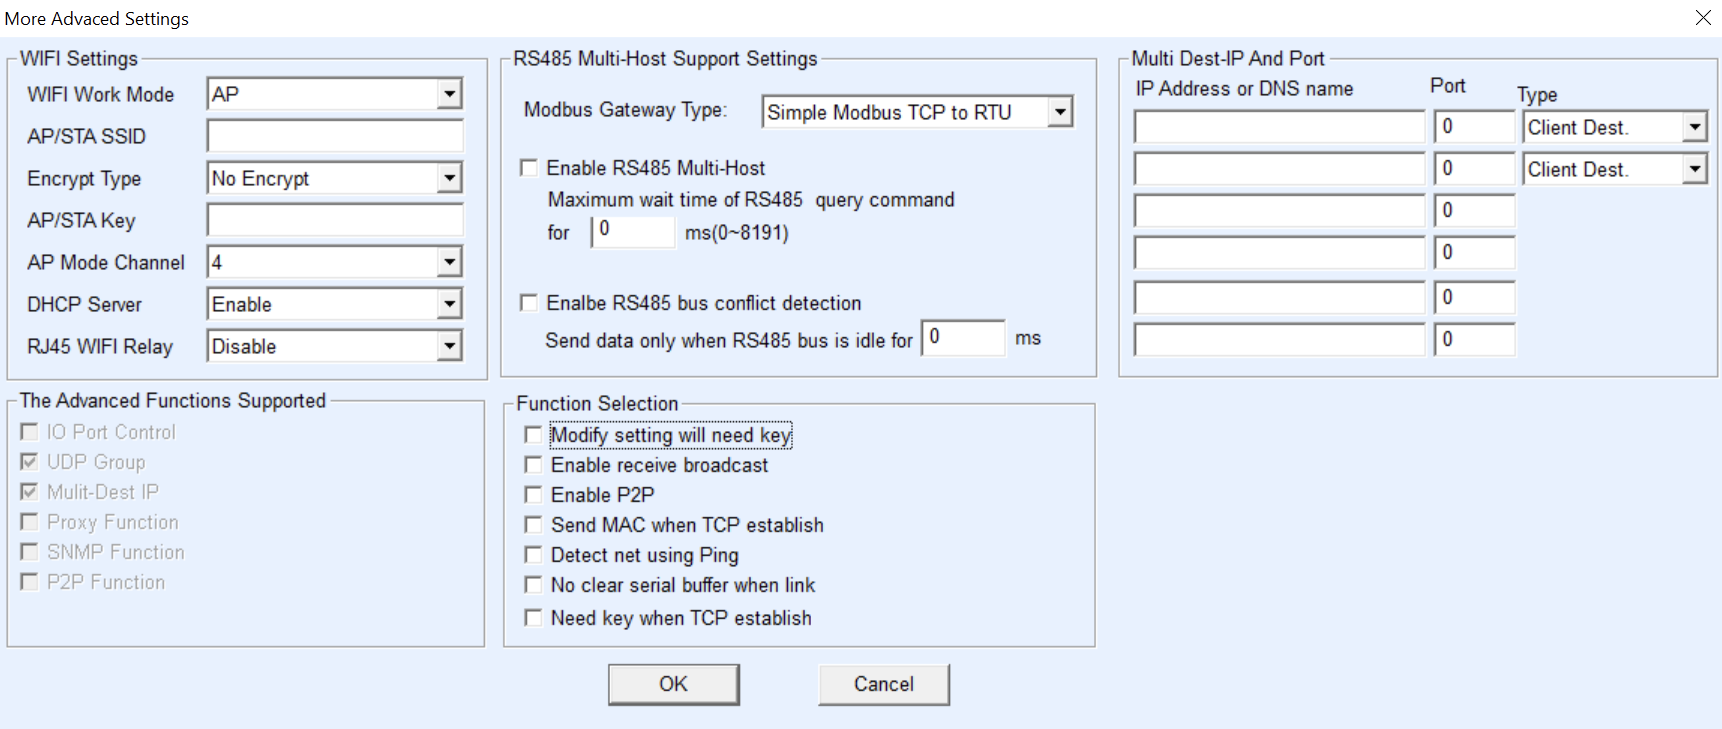 More Advaced Settings
WIFI Settings
WIFI Work Mode AP
AP/STA SSID
Encrypt Type No Encrypt
AP/STA Key
AP Mode Channel 4
DHCP Server Enable
RJ45 WIFI Relay Disable
RS485 Multi-Host Support Settings
Modbus Gateway Type: Simple Modbus TCP to RTU
Enable RS485 Multi-Host
Maximum wait time of RS485 query command
for 0 ms(0~8191)
Enalbe RS485 bus conflict detection
Send data only when RS485 bus is idle for 0 ms
Multi Dest-IP And Port
IP Address or DNS name Port Type
0 Client Dest.
0 Client Dest.
0
0
0
0
The Advanced Functions Supported
IO Port Control
UDP Group
Mulit-Dest IP
Proxy Function
SNMP Function
P2P Function
Function Selection
Modify setting will need key
Enable receive broadcast
Enable P2P
Send MAC when TCP establish
Detect net using Ping
No clear serial buffer when link
Need key when TCP establish
OK Cancel